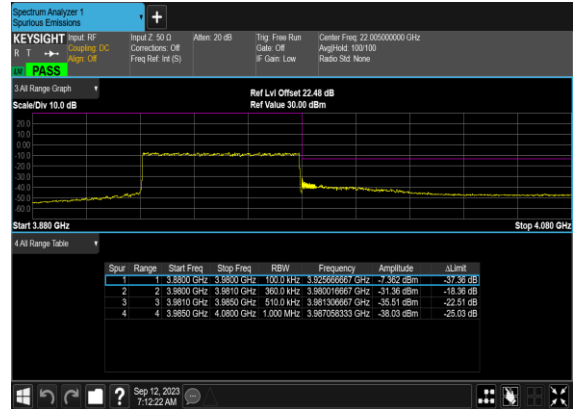 Spectrum Analyzer 1
Spurious Emissions
KEYSIGHT Input: RF Input Z: 50 Ω Atten: 20 dB Trig: Free Run Center Freq: 22.005000000 GHz
R T Coupling: DC Corrections: Off Gate: Off Avg|Hold: 100/100
Align: Off Freq Ref: Int (S) IF Gain: Low Radio Std: None
PASS
3 All Range Graph
Ref Lvl Offset 22.48 dB
Scale/Div 10.0 dB Ref Value 30.00 dBm
20.0
10.0
0.00
-10.0
-20.0
-30.0
-40.0
-50.0
-60.0
Start 3.880 GHz Stop 4.080 GHz
4 All Range Table
Spur Range Start Freq Stop Freq RBW Frequency Amplitude ΔLimit
1 1 3.8800 GHz 3.9800 GHz 100.0 kHz 3.925666667 GHz -7.362 dBm -37.36 dB
2 2 3.9800 GHz 3.9810 GHz 360.0 kHz 3.980016667 GHz -31.36 dBm -18.36 dB
3 3 3.9810 GHz 3.9850 GHz 510.0 kHz 3.981306667 GHz -35.51 dBm -22.51 dB
4 4 3.9850 GHz 4.0800 GHz 1.000 MHz 3.987058333 GHz -38.03 dBm -25.03 dB
? Sep 12, 2023
7:12:22 AM